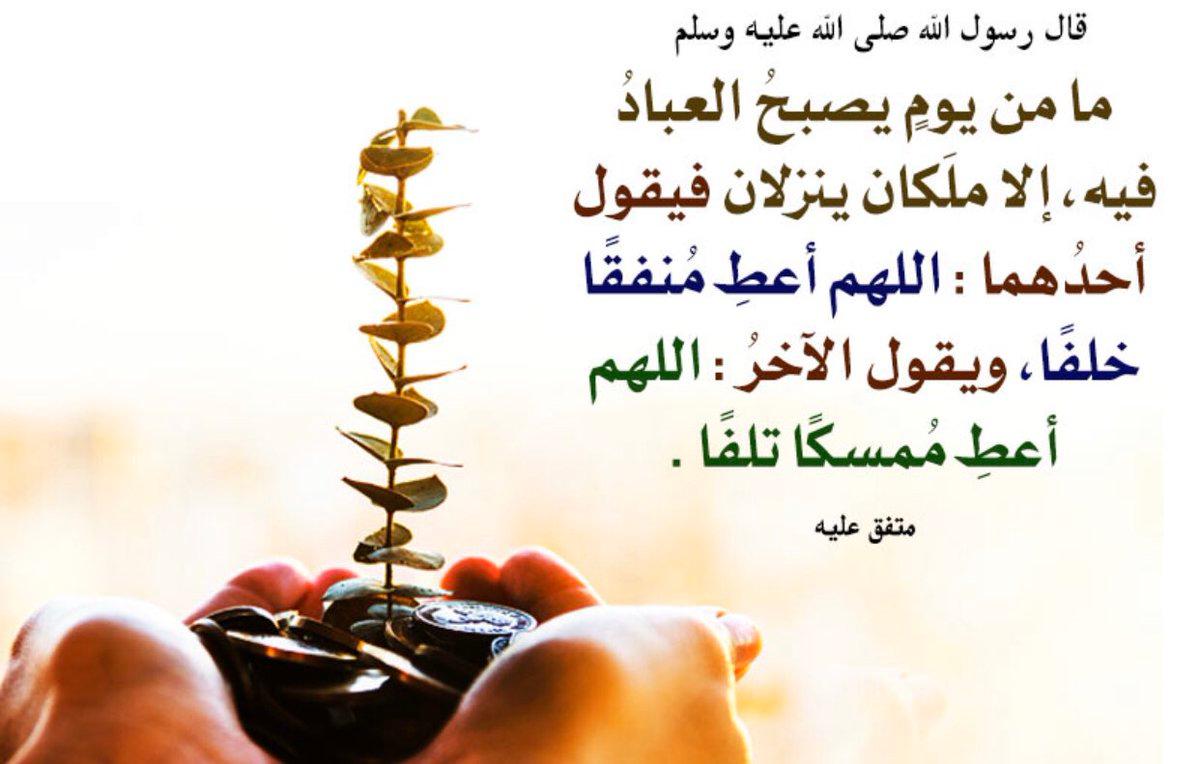 قال رسول الله صلى الله عليه وسلم
ما من يومٍ يصبحُ العبادُ
فيه، إلا ملَكان ينزلان فيقول
أحدُهما : اللهم أعطِ مُنفقًا
خلفًا، ويقول الآخرُ : اللهم
أعطِ مُمسكًا تلفًا .
متفق عليه